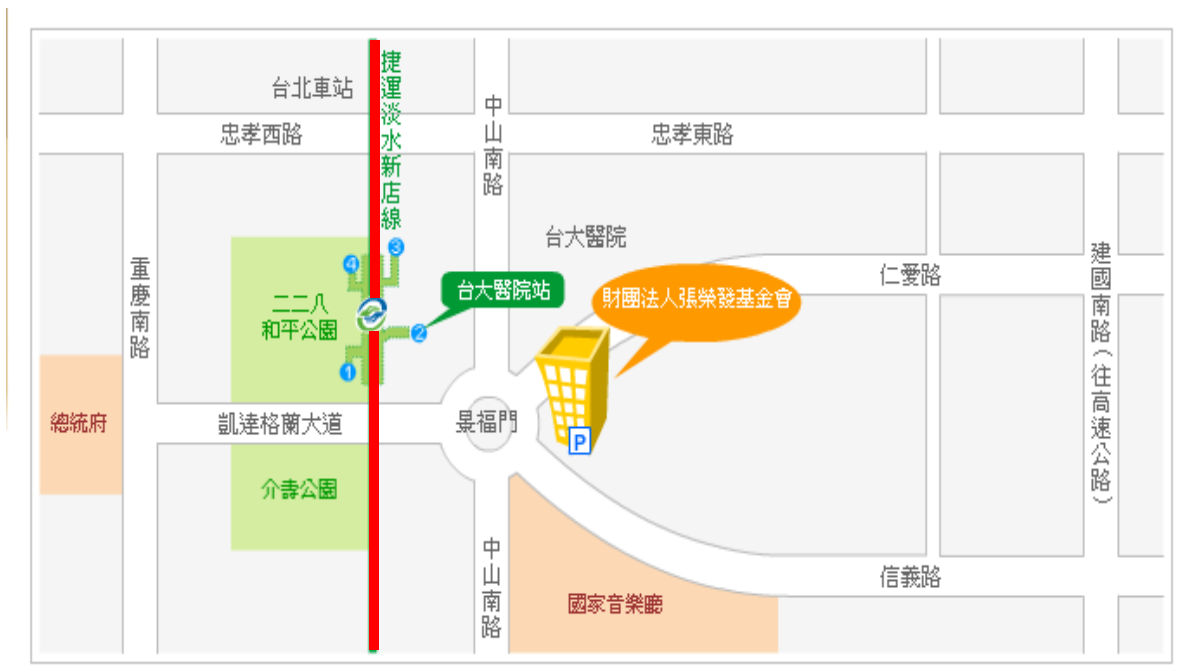 台北車站
捷運淡水新店線
中山南路
忠孝西路
忠孝東路
台大醫院
建國南路(往高速公路)
重慶南路
仁愛路
4
3
台大醫院站
財團法人張榮發基金會
二二八
和平公園
2
1
總統府
凱達格蘭大道
景福門
P
介壽公園
中山南路
信義路
國家音樂廳